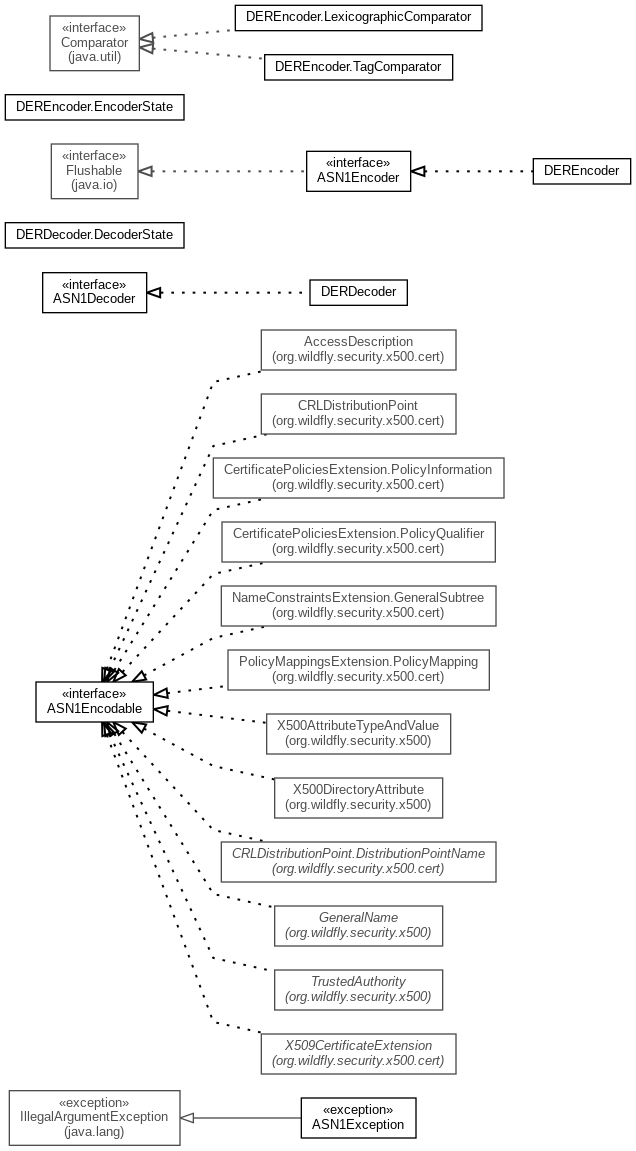 «interface»
Comparator
(java.util)
DEREncoder.LexicographicComparator
DEREncoder.TagComparator
DEREncoder.EncoderState
«interface»
Flushable
(java.io)
«interface»
ASN1Encoder
DEREncoder
DERDecoder.DecoderState
«interface»
ASN1Decoder
DERDecoder
AccessDescription
(org.wildfly.security.x500.cert)
CRLDistributionPoint
(org.wildfly.security.x500.cert)
CertificatePoliciesExtension.PolicyInformation
(org.wildfly.security.x500.cert)
CertificatePoliciesExtension.PolicyQualifier
(org.wildfly.security.x500.cert)
NameConstraintsExtension.GeneralSubtree
(org.wildfly.security.x500.cert)
PolicyMappingsExtension.PolicyMapping
(org.wildfly.security.x500.cert)
«interface»
ASN1Encodable
X500AttributeTypeAndValue
(org.wildfly.security.x500)
X500DirectoryAttribute
(org.wildfly.security.x500)
CRLDistributionPoint.DistributionPointName
(org.wildfly.security.x500.cert)
GeneralName
(org.wildfly.security.x500)
TrustedAuthority
(org.wildfly.security.x500)
X509CertificateExtension
(org.wildfly.security.x500.cert)
«exception»
IllegalArgumentException
(java.lang)
«exception»
ASN1Exception